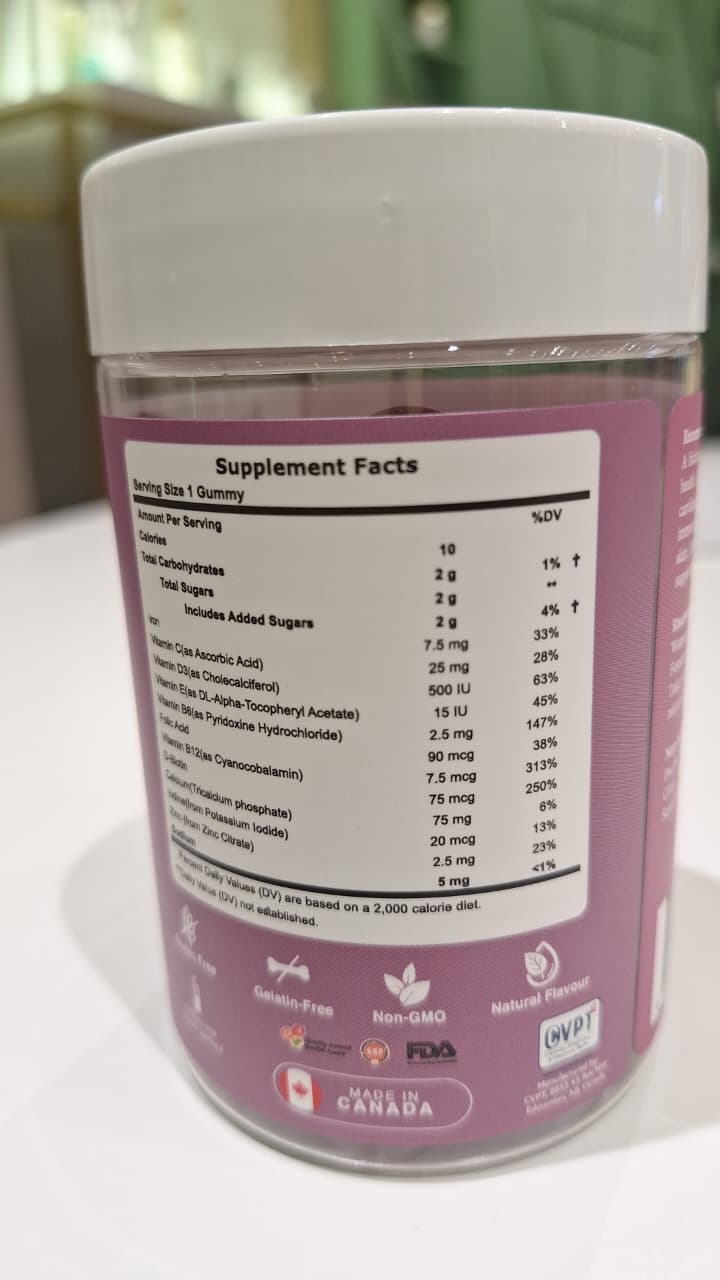 Supplement Facts
Serving Size 1 Gummy
Amount Per Serving %DV
Calories 10
Total Carbohydrates 2 g 1% †
Total Sugars 2 g **
Includes Added Sugars 2 g 4% †
Iron 7.5 mg 33%
Vitamin C(as Ascorbic Acid) 25 mg 28%
Vitamin D3(as Cholecalciferol) 500 IU 63%
Vitamin E(as DL-Alpha-Tocopheryl Acetate) 15 IU 45%
Vitamin B6(as Pyridoxine Hydrochloride) 2.5 mg 147%
Folic Acid 90 mcg 38%
Vitamin B12(as Cyanocobalamin) 7.5 mcg 313%
D-Biotin 75 mcg 250%
Calcium(Tricalcium phosphate) 75 mg 6%
Iodine(from Potassium Iodide) 20 mcg 13%
Zinc (from Zinc Citrate) 2.5 mg 23%
Sodium 5 mg <1%
Percent Daily Values (DV) are based on a 2,000 calorie diet.
**Daily Value (DV) not established.
Free
Gelatin-Free
Non-GMO
Natural Flavour
FDA
CVPT
MADE IN
CANADA
Manufactured by:
Edmonton, AB, Canada